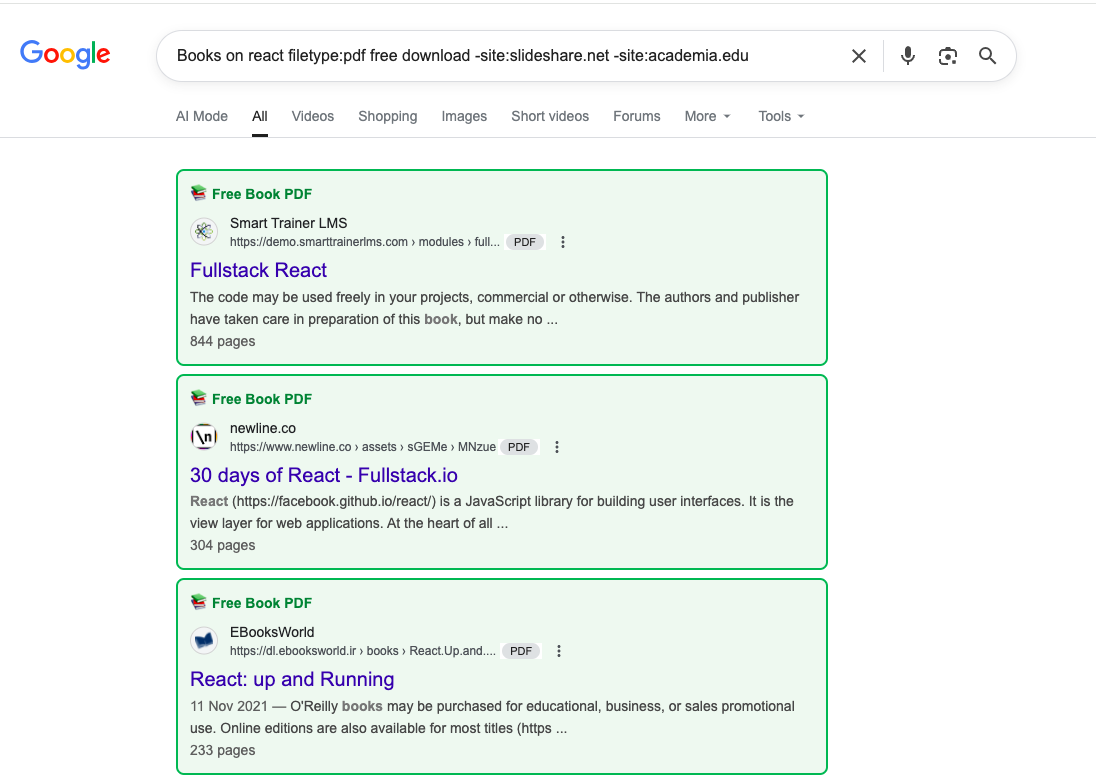 Google
Books on react filetype:pdf free download -site:slideshare.net -site:academia.edu
AI Mode All Videos Shopping Images Short videos Forums More Tools
Free Book PDF
Smart Trainer LMS
https://demo.smarttrainerlms.com › modules › full... PDF
Fullstack React
The code may be used freely in your projects, commercial or otherwise. The authors and publisher
have taken care in preparation of this book, but make no ...
844 pages
Free Book PDF
\n
newline.co
https://www.newline.co › assets › sGEMe › MNzue PDF
30 days of React - Fullstack.io
React (https://facebook.github.io/react/) is a JavaScript library for building user interfaces. It is the
view layer for web applications. At the heart of all ...
304 pages
Free Book PDF
EBooksWorld
https://dl.ebooksworld.ir › books › React.Up.and.... PDF
React: up and Running
11 Nov 2021 — O'Reilly books may be purchased for educational, business, or sales promotional
use. Online editions are also available for most titles (https ...
233 pages